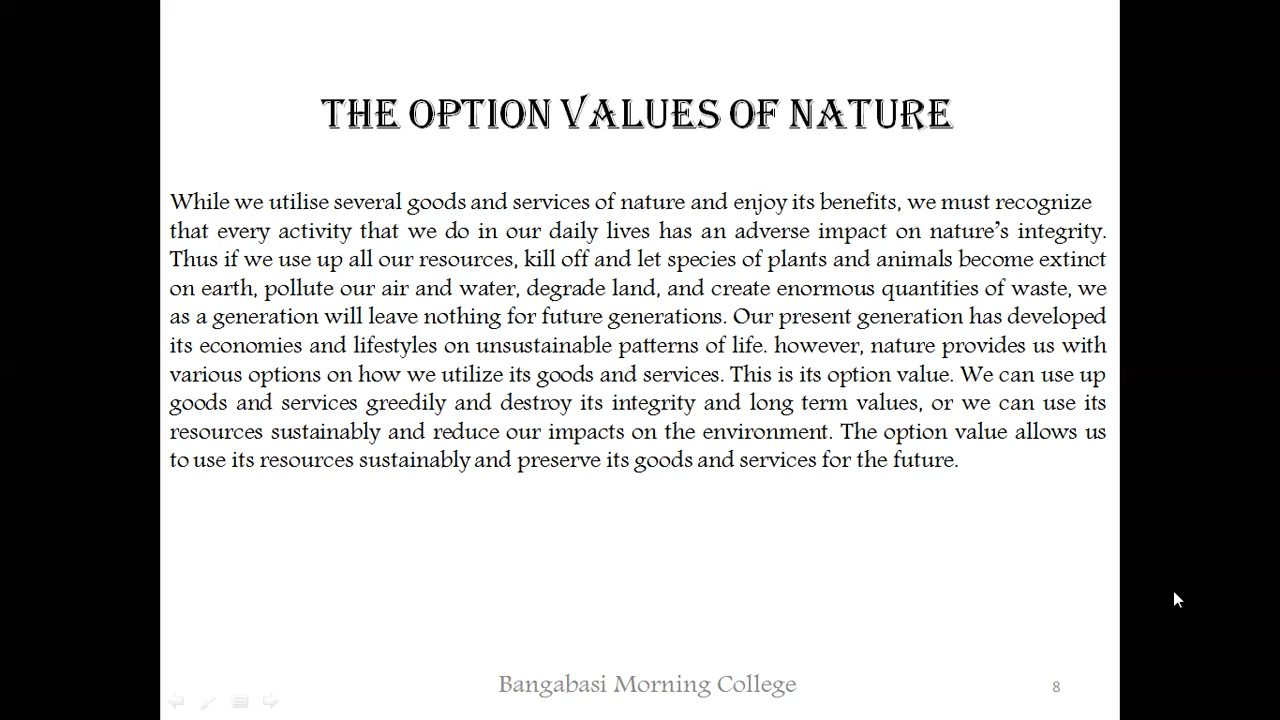 THE OPTION VALUES OF NATURE
While we utilise several goods and services of nature and enjoy its benefits, we must recognize
that every activity that we do in our daily lives has an adverse impact on nature’s integrity.
Thus if we use up all our resources, kill off and let species of plants and animals become extinct
on earth, pollute our air and water, degrade land, and create enormous quantities of waste, we
as a generation will leave nothing for future generations. Our present generation has developed
its economies and lifestyles on unsustainable patterns of life. however, nature provides us with
various options on how we utilize its goods and services. This is its option value. We can use up
goods and services greedily and destroy its integrity and long term values, or we can use its
resources sustainably and reduce our impacts on the environment. The option value allows us
to use its resources sustainably and preserve its goods and services for the future.
Bangabasi Morning College
8